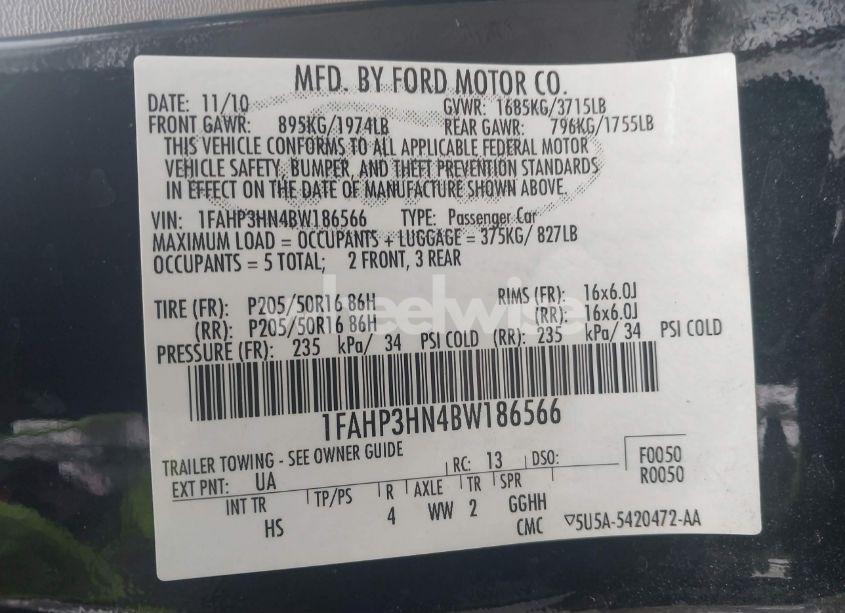 MFD. BY FORD MOTOR CO.
DATE: 11/10 GVWR: 1685KG/3715LB
FRONT GAWR: 895KG/1974LB REAR GAWR: 796KG/1755LB
THIS VEHICLE CONFORMS TO ALL APPLICABLE FEDERAL MOTOR
VEHICLE SAFETY, BUMPER, AND THEFT PREVENTION STANDARDS
IN EFFECT ON THE DATE OF MANUFACTURE SHOWN ABOVE.
VIN: 1FAHP3HN4BW186566 TYPE: Passenger Car
MAXIMUM LOAD = OCCUPANTS + LUGGAGE = 375KG/ 827LB
OCCUPANTS = 5 TOTAL; 2 FRONT, 3 REAR
TIRE (FR): P205/50R16 86H RIMS (FR): 16x6.0J
(RR): P205/50R16 86H (RR): 16x6.0J
PRESSURE (FR): 235 kPa/ 34 PSI COLD (RR): 235 kPa/ 34 PSI COLD
1FAHP3HN4BW186566
TRAILER TOWING - SEE OWNER GUIDE
EXT PNT: UA RC: 13 DSO: F0050
R0050
INT TR TP/PS R AXLE TR SPR
HS 4 WW 2 GGHH
CMC ▽5U5A-5420472-AA